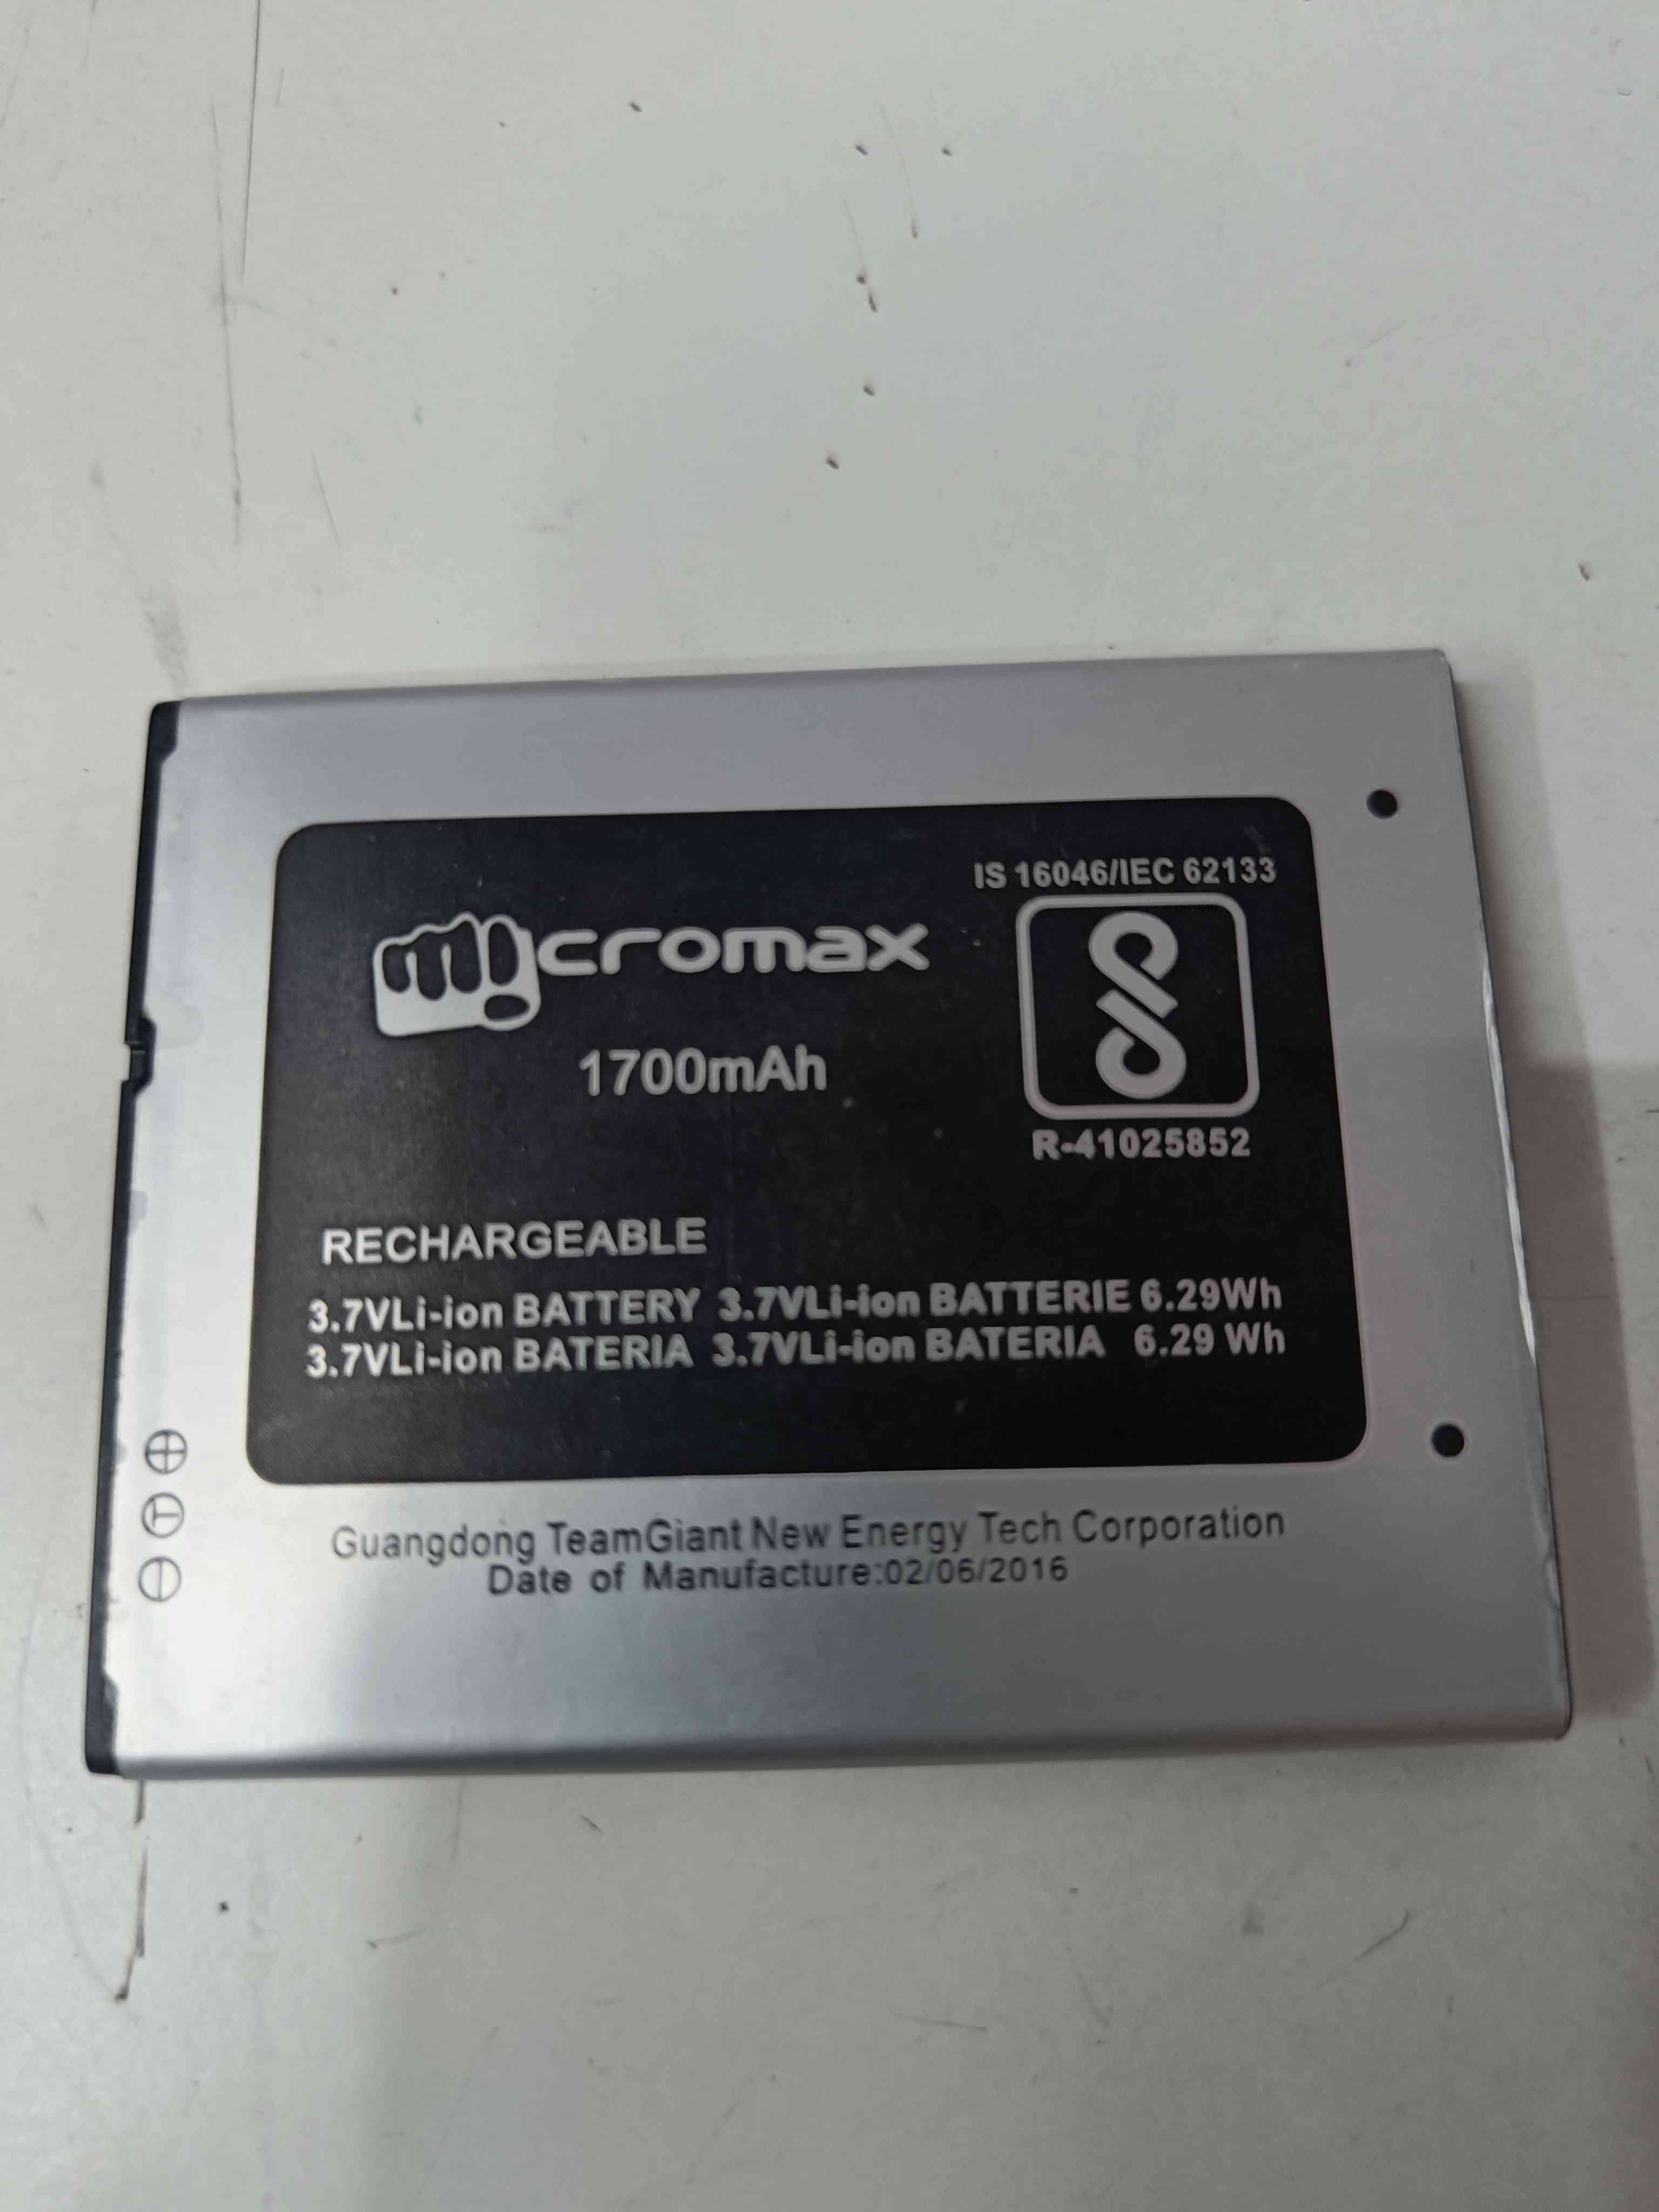 IS 16046/IEC 62133
micromax
1700mAh
R-41025852
RECHARGEABLE
3.7VLi-ion BATTERY 3.7VLi-ion BATTERIE 6.29Wh
3.7VLi-ion BATERIA 3.7VLi-ion BATERIA 6.29 Wh
Guangdong TeamGiant New Energy Tech Corporation
Date of Manufacture:02/06/2016